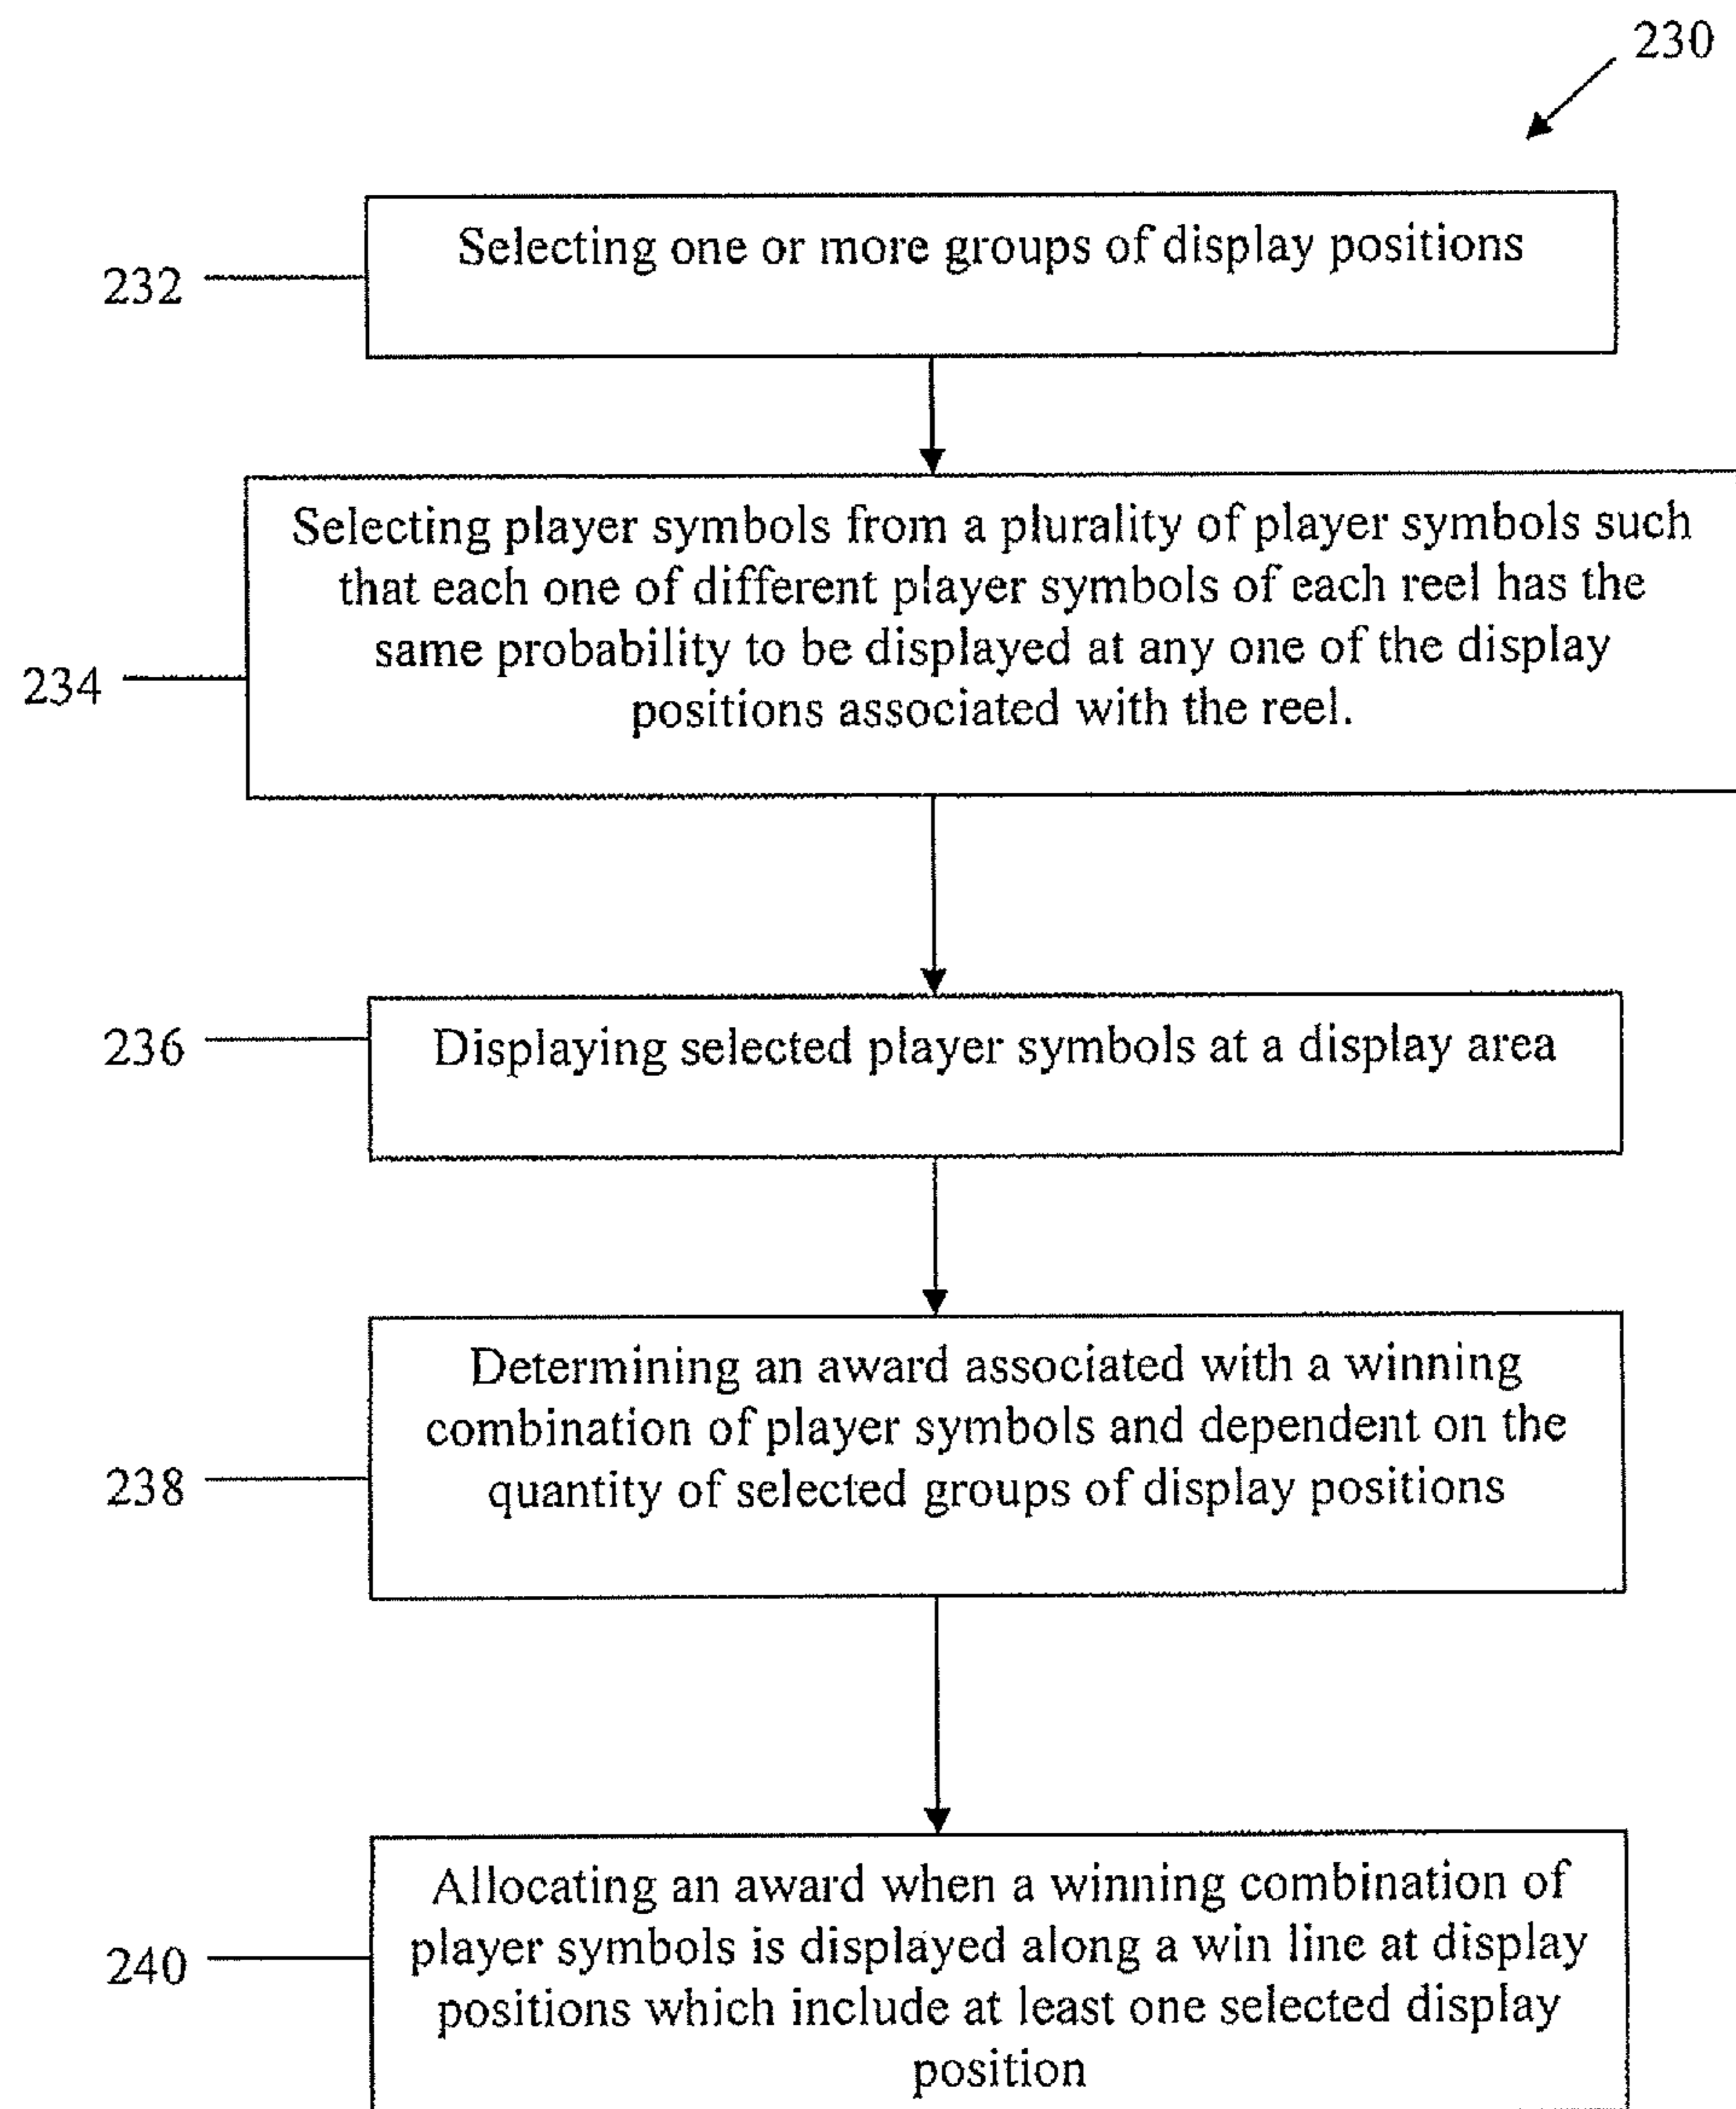 230
232
Selecting one or more groups of display positions
234
Selecting player symbols from a plurality of player symbols such
that each one of different player symbols of each reel has the
same probability to be displayed at any one of the display
positions associated with the reel.
236
Displaying selected player symbols at a display area
238
Determining an award associated with a winning
combination of player symbols and dependent on the
quantity of selected groups of display positions
240
Allocating an award when a winning combination of
player symbols is displayed along a win line at display
positions which include at least one selected display
position